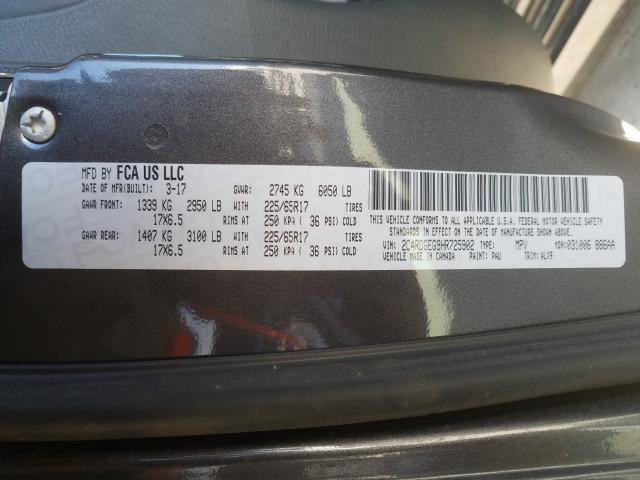 MFD BY FCA US LLC
DATE OF MFR(BUILT): 3-17 GVWR: 2745 KG 6050 LB
GAWR FRONT: 1339 KG 2950 LB WITH 225/65R17 TIRES
17X6.5 RIMS AT 250 KPA( 36 PSI) COLD
GAWR REAR: 1407 KG 3100 LB WITH 225/65R17 TIRES
17X6.5 RIMS AT 250 KPA( 36 PSI) COLD
THIS VEHICLE CONFORMS TO ALL APPLICABLE U.S.A. FEDERAL MOTOR VEHICLE SAFETY
STANDARDS IN EFFECT ON THE DATE OF MANUFACTURE SHOWN ABOVE.
VIN: 2C4RDGEG9HR725902 TYPE: MPV MDH:031006 886AA
VEHICLE MADE IN CANADA PAINT: PAU TRIM: ALX9